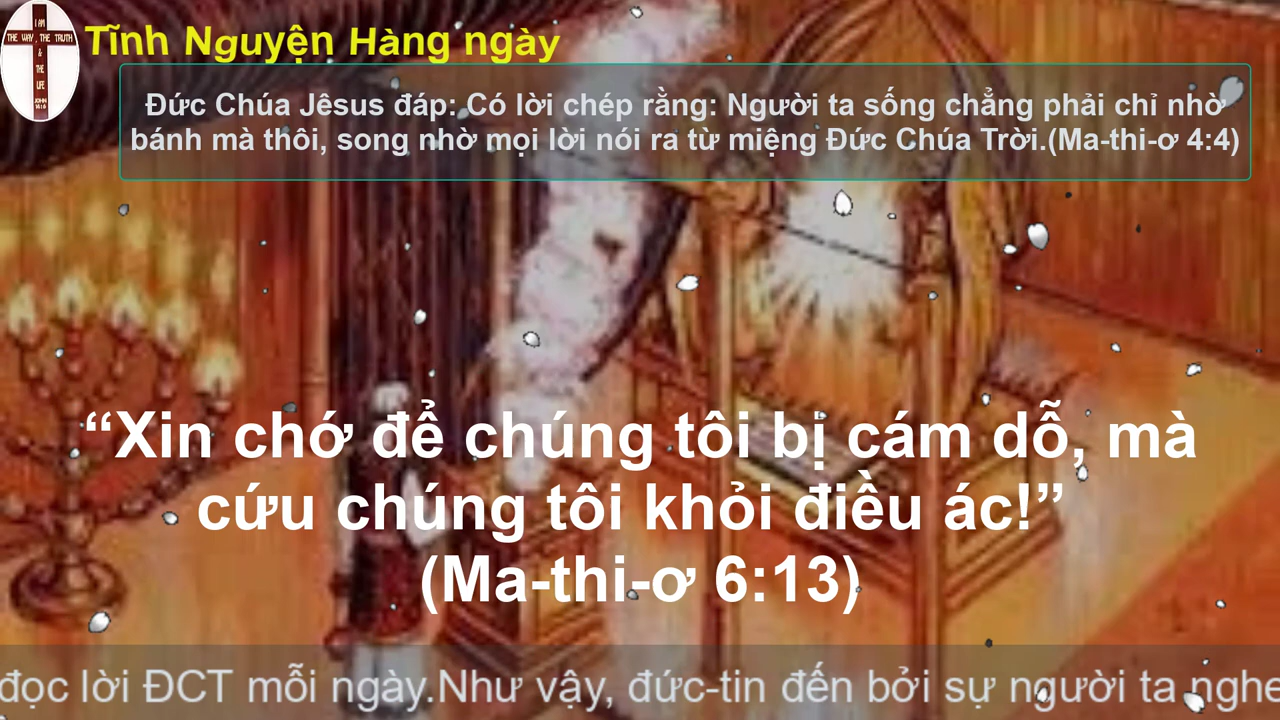 I AM
THE WAY, THE TRUTH
&
THE
LIFE
JOHN
14:6
Tĩnh Nguyện Hàng ngày
Đức Chúa Jêsus đáp: Có lời chép rằng: Người ta sống chẳng phải chỉ nhờ
bánh mà thôi, song nhờ mọi lời nói ra từ miệng Đức Chúa Trời.(Ma-thi-ơ 4:4)
“Xin chớ để chúng tôi bị cám dỗ, mà
cứu chúng tôi khỏi điều ác!”
(Ma-thi-ơ 6:13)
đọc lời ĐCT mỗi ngày.Như vậy, đức-tin đến bởi sự người ta nghe